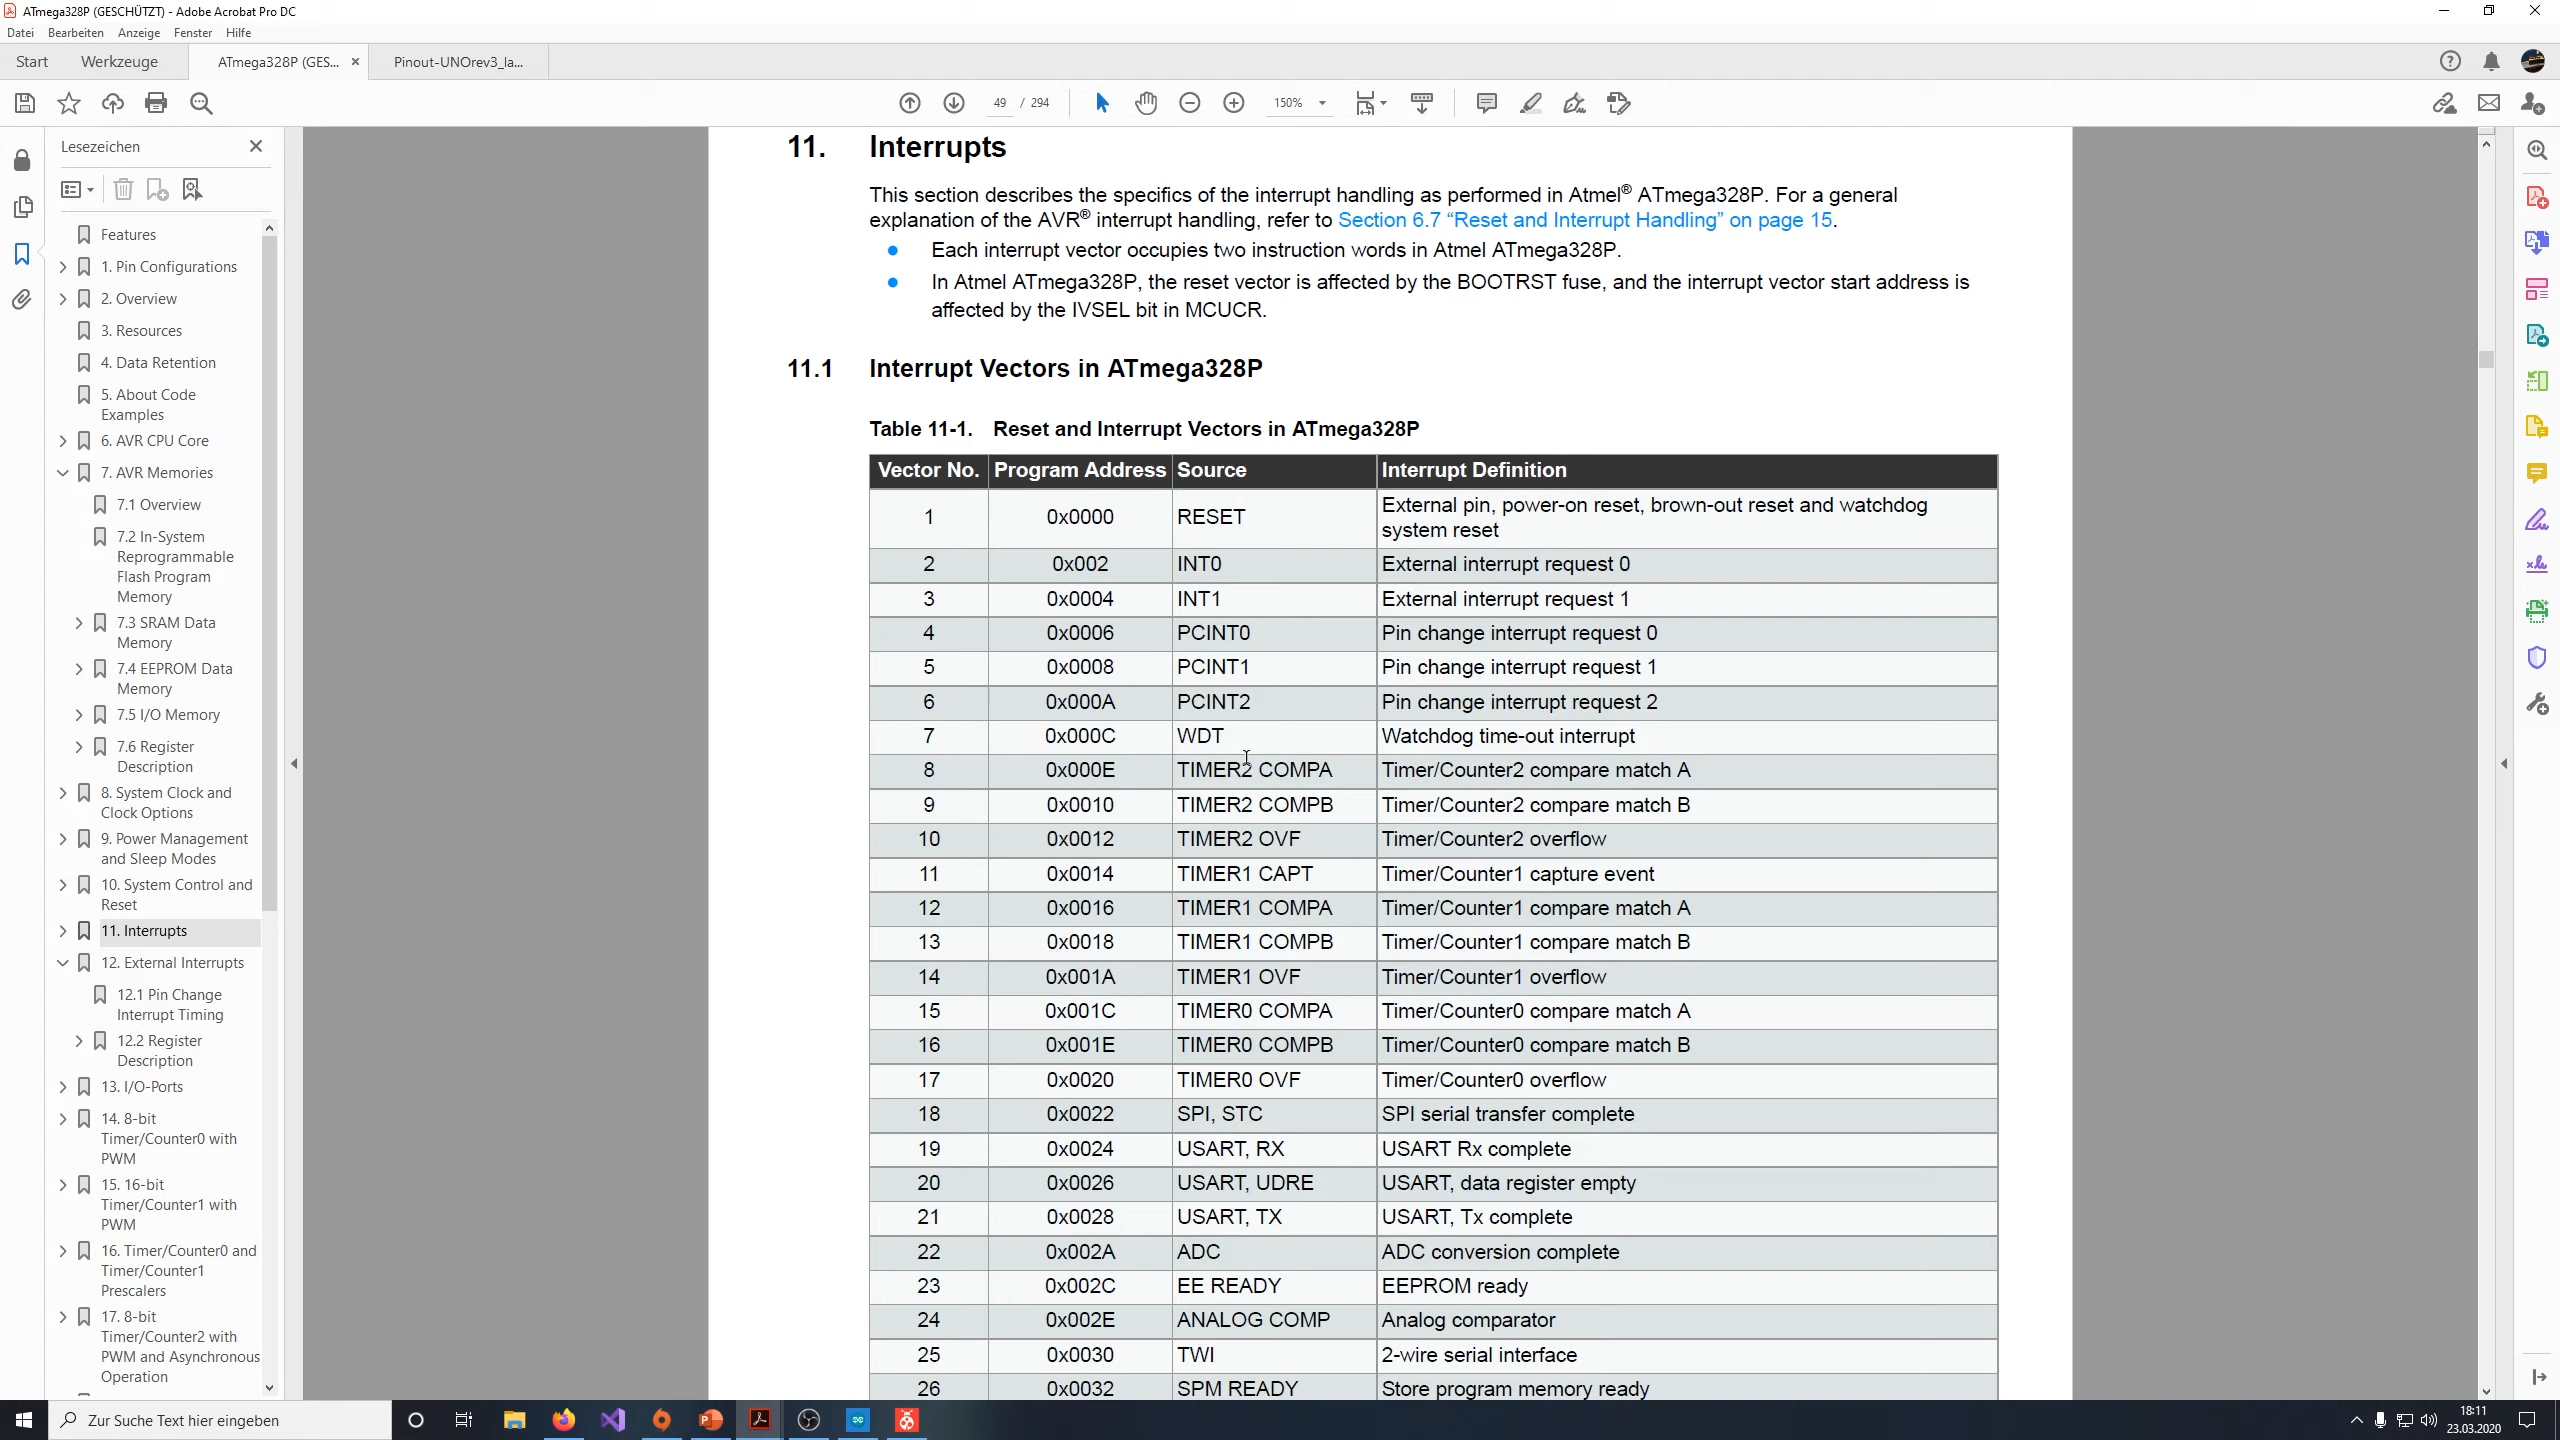 ATmega328P (GESCHÜTZT) - Adobe Acrobat Pro DC
Datei Bearbeiten Anzeige Fenster Hilfe
Start Werkzeuge ATmega328P (GES... Pinout-UNOrev3_la...
49 / 294 150%
Lesezeichen
Features
1. Pin Configurations
2. Overview
3. Resources
4. Data Retention
5. About Code
Examples
6. AVR CPU Core
7. AVR Memories
7.1 Overview
7.2 In-System
Reprogrammable
Flash Program
Memory
7.3 SRAM Data
Memory
7.4 EEPROM Data
Memory
7.5 I/O Memory
7.6 Register
Description
8. System Clock and
Clock Options
9. Power Management
and Sleep Modes
10. System Control and
Reset
11. Interrupts
12. External Interrupts
12.1 Pin Change
Interrupt Timing
12.2 Register
Description
13. I/O-Ports
14. 8-bit
Timer/Counter0 with
PWM
15. 16-bit
Timer/Counter1 with
PWM
16. Timer/Counter0 and
Timer/Counter1
Prescalers
17. 8-bit
Timer/Counter2 with
PWM and Asynchronous
Operation
11. Interrupts
This section describes the specifics of the interrupt handling as performed in Atmel® ATmega328P. For a general
explanation of the AVR® interrupt handling, refer to Section 6.7 “Reset and Interrupt Handling” on page 15.
● Each interrupt vector occupies two instruction words in Atmel ATmega328P.
● In Atmel ATmega328P, the reset vector is affected by the BOOTRST fuse, and the interrupt vector start address is
affected by the IVSEL bit in MCUCR.
11.1 Interrupt Vectors in ATmega328P
Table 11-1. Reset and Interrupt Vectors in ATmega328P
Vector No. Program Address Source Interrupt Definition
1 0x0000 RESET External pin, power-on reset, brown-out reset and watchdog
system reset
2 0x002 INT0 External interrupt request 0
3 0x0004 INT1 External interrupt request 1
4 0x0006 PCINT0 Pin change interrupt request 0
5 0x0008 PCINT1 Pin change interrupt request 1
6 0x000A PCINT2 Pin change interrupt request 2
7 0x000C WDT Watchdog time-out interrupt
8 0x000E TIMER2 COMPA Timer/Counter2 compare match A
9 0x0010 TIMER2 COMPB Timer/Counter2 compare match B
10 0x0012 TIMER2 OVF Timer/Counter2 overflow
11 0x0014 TIMER1 CAPT Timer/Counter1 capture event
12 0x0016 TIMER1 COMPA Timer/Counter1 compare match A
13 0x0018 TIMER1 COMPB Timer/Counter1 compare match B
14 0x001A TIMER1 OVF Timer/Counter1 overflow
15 0x001C TIMER0 COMPA Timer/Counter0 compare match A
16 0x001E TIMER0 COMPB Timer/Counter0 compare match B
17 0x0020 TIMER0 OVF Timer/Counter0 overflow
18 0x0022 SPI, STC SPI serial transfer complete
19 0x0024 USART, RX USART Rx complete
20 0x0026 USART, UDRE USART, data register empty
21 0x0028 USART, TX USART, Tx complete
22 0x002A ADC ADC conversion complete
23 0x002C EE READY EEPROM ready
24 0x002E ANALOG COMP Analog comparator
25 0x0030 TWI 2-wire serial interface
26 0x0032 SPM READY Store program memory ready
Zur Suche Text hier eingeben
18:11
23.03.2020